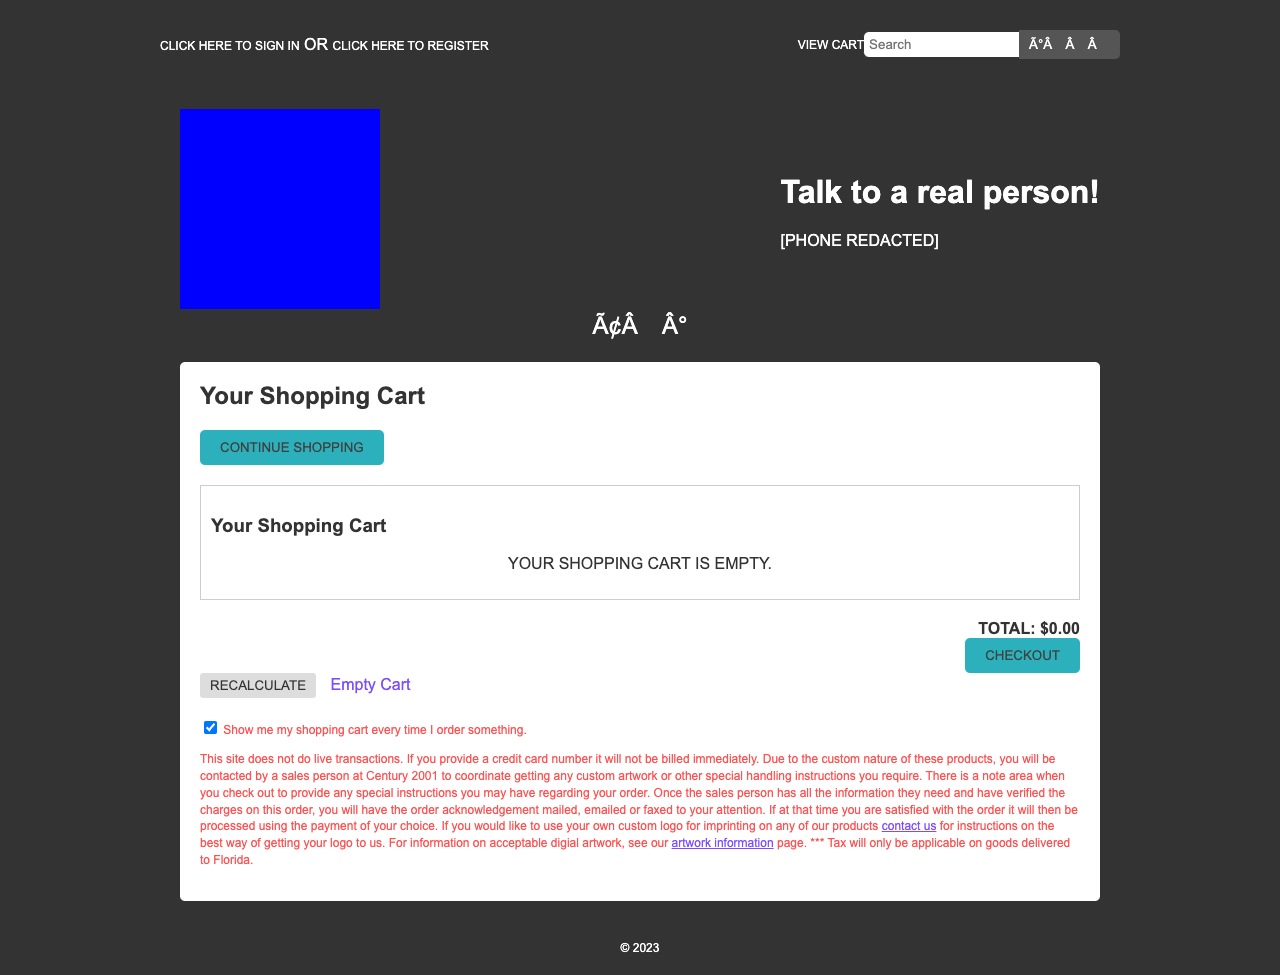 CLICK HERE TO SIGN IN OR CLICK HERE TO REGISTER
VIEW CART Search Ã°Â Â Â
Talk to a real person!
[PHONE REDACTED]
Ã¢Â Â°
Your Shopping Cart
CONTINUE SHOPPING
Your Shopping Cart
YOUR SHOPPING CART IS EMPTY.
TOTAL: $0.00
CHECKOUT
RECALCULATE Empty Cart
Show me my shopping cart every time I order something.
This site does not do live transactions. If you provide a credit card number it will not be billed immediately. Due to the custom nature of these products, you will be
contacted by a sales person at Century 2001 to coordinate getting any custom artwork or other special handling instructions you require. There is a note area when
you check out to provide any special instructions you may have regarding your order. Once the sales person has all the information they need and have verified the
charges on this order, you will have the order acknowledgement mailed, emailed or faxed to your attention. If at that time you are satisfied with the order it will then be
processed using the payment of your choice. If you would like to use your own custom logo for imprinting on any of our products contact us for instructions on the
best way of getting your logo to us. For information on acceptable digial artwork, see our artwork information page. *** Tax will only be applicable on goods delivered
to Florida.
© 2023